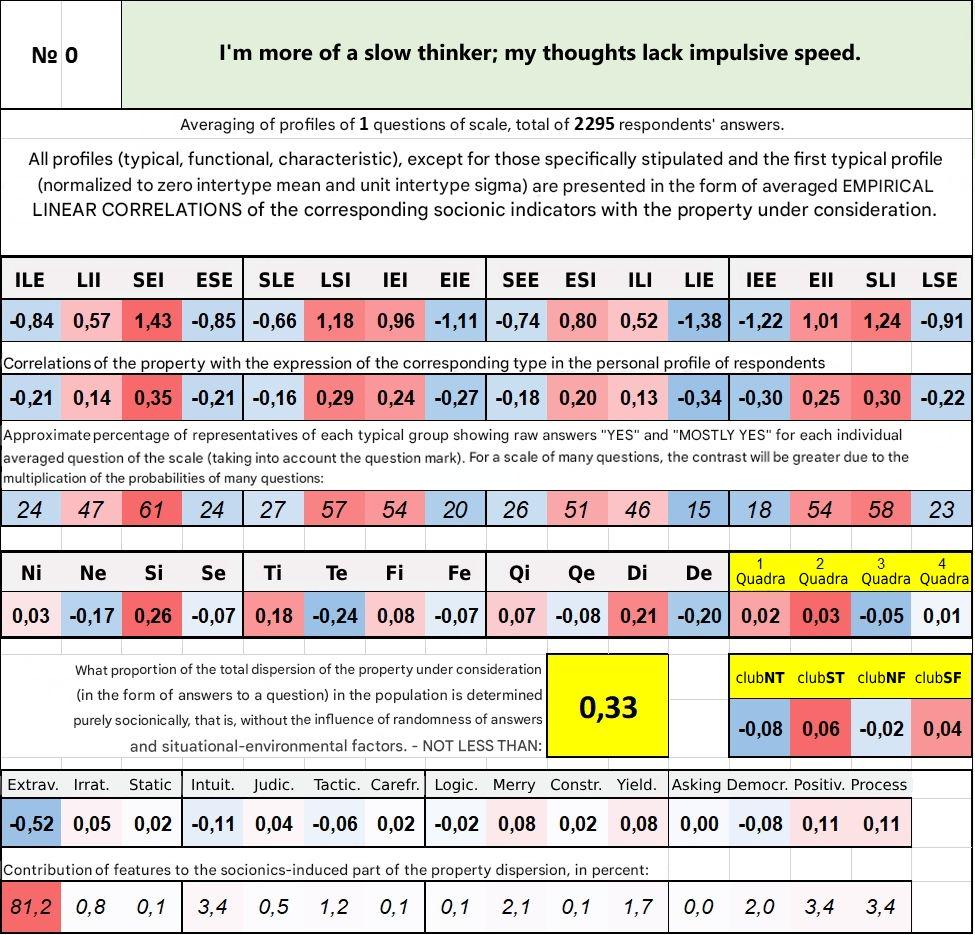 № 0
I'm more of a slow thinker; my thoughts lack impulsive speed.
Averaging of profiles of 1 questions of scale, total of 2295 respondents' answers.
All profiles (typical, functional, characteristic), except for those specifically stipulated and the first typical profile
(normalized to zero intertype mean and unit intertype sigma) are presented in the form of averaged EMPIRICAL
LINEAR CORRELATIONS of the corresponding socionic indicators with the property under consideration.
ILE LII SEI ESE SLE LSI IEI EIE SEE ESI ILI LIE IEE EII SLI LSE
-0,84 0,57 1,43 -0,85 -0,66 1,18 0,96 -1,11 -0,74 0,80 0,52 -1,38 -1,22 1,01 1,24 -0,91
Correlations of the property with the expression of the corresponding type in the personal profile of respondents
-0,21 0,14 0,35 -0,21 -0,16 0,29 0,24 -0,27 -0,18 0,20 0,13 -0,34 -0,30 0,25 0,30 -0,22
Approximate percentage of representatives of each typical group showing raw answers "YES" and "MOSTLY YES" for each individual
averaged question of the scale (taking into account the question mark). For a scale of many questions, the contrast will be greater due to the
multiplication of the probabilities of many questions:
24 47 61 24 27 57 54 20 26 51 46 15 18 54 58 23
Ni Ne Si Se Ti Te Fi Fe Qi Qe Di De 1 Quadra 2 Quadra 3 Quadra 4 Quadra
0,03 -0,17 0,26 -0,07 0,18 -0,24 0,08 -0,07 0,07 -0,08 0,21 -0,20 0,02 0,03 -0,05 0,01
What proportion of the total dispersion of the property under consideration
(in the form of answers to a question) in the population is determined
purely socionically, that is, without the influence of randomness of answers
and situational-environmental factors. - NOT LESS THAN:
0,33
clubNT clubST clubNF clubSF
-0,08 0,06 -0,02 0,04
Extrav. Irrat. Static Intuit. Judic. Tactic. Carefr. Logic. Merry Constr. Yield. Asking Democr. Positiv. Process
-0,52 0,05 0,02 -0,11 0,04 -0,06 0,02 -0,02 0,08 0,02 0,08 0,00 -0,08 0,11 0,11
Contribution of features to the socionics-induced part of the property dispersion, in percent:
81,2 0,8 0,1 3,4 0,5 1,2 0,1 0,1 2,1 0,1 1,7 0,0 2,0 3,4 3,4